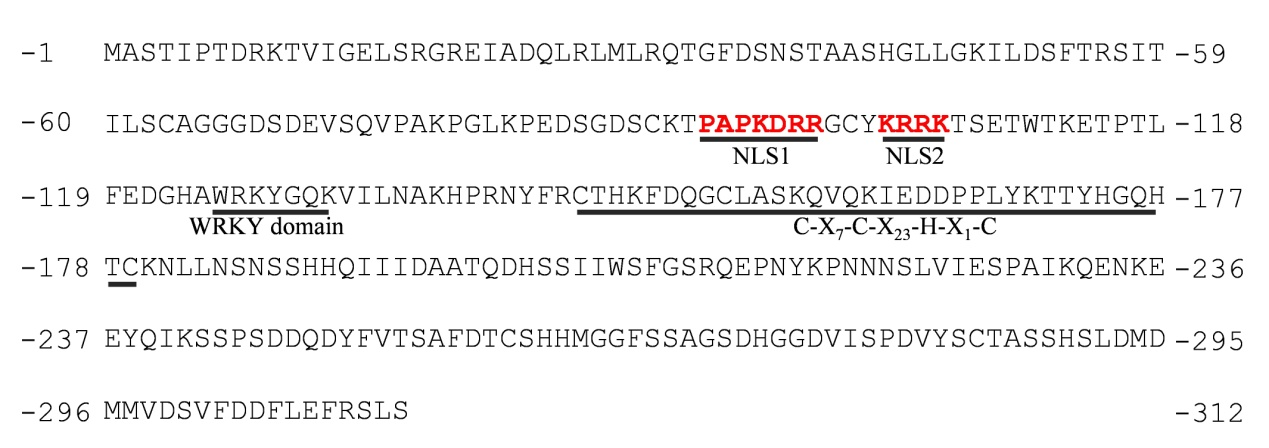 -1 MASTIPTDRKTVIGELSRGREIADQLRLMLRQTGFDSNSTAASHGLLGKILDSFTRSIT -59
-60 ILSCAGGGDSDEVSQVPAKPGLKPEDSGDSCKTPAPKDRRGCYKRRKTSETWTKETPTL -118
NLS1 NLS2
-119 FEDGHAWRKYGQKVILNAKHPRNYFRCTHKFDQGCLASKQVQKIEDDPPLYKTTYHGQH -177
WRKY domain C-X₇-C-X₂₃-H-X₁-C
-178 TCKNLLNSNSSHHQIIIDAATQDHSSIIWSFGSRQEPNYKPNNNSLVIESPAIKQENKE -236
-237 EYQIKSSPSDDQDYFVTSAFDTCSHHMGGFSSAGSDHGGDVISPDVYSCTASSHSLDMD -295
-296 MMVDSVFDDFLEFRSLS -312